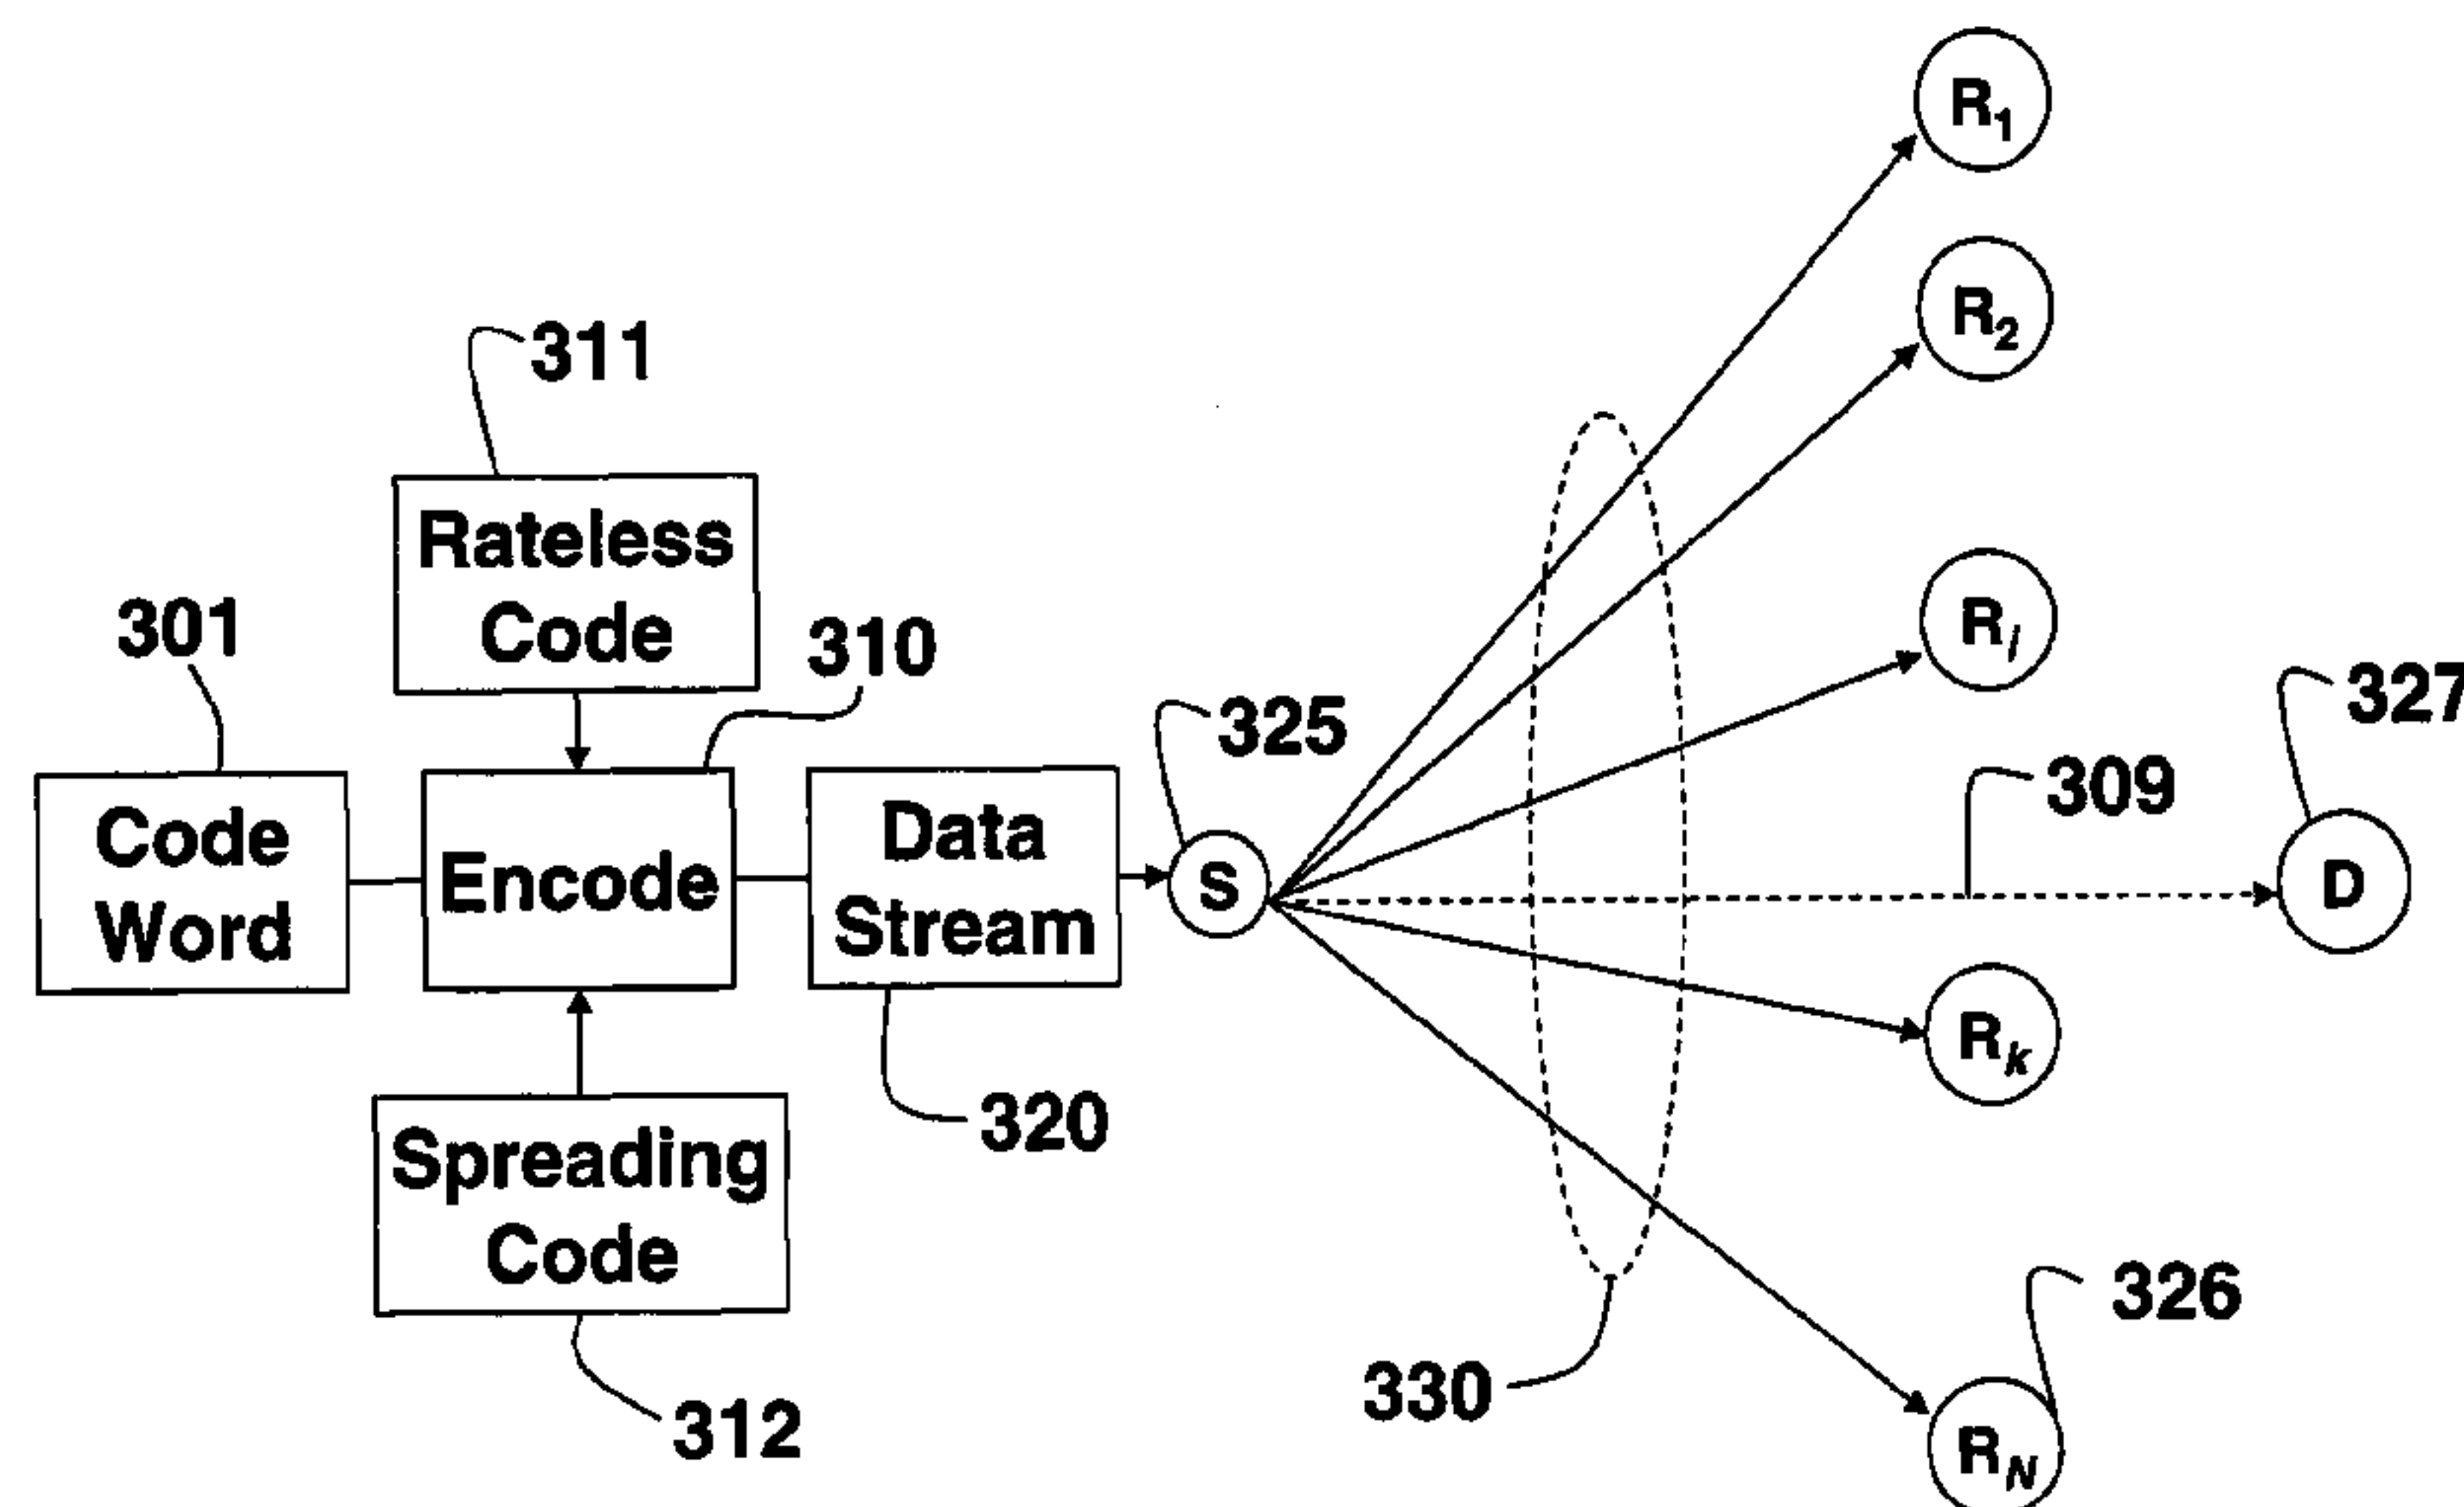 R1
R2
311
Rateless
Code
301
310
Rl
327
325
309
Code
Word
Encode
Data
Stream
S
D
Rk
320
Spreading
Code
326
330
312
RN